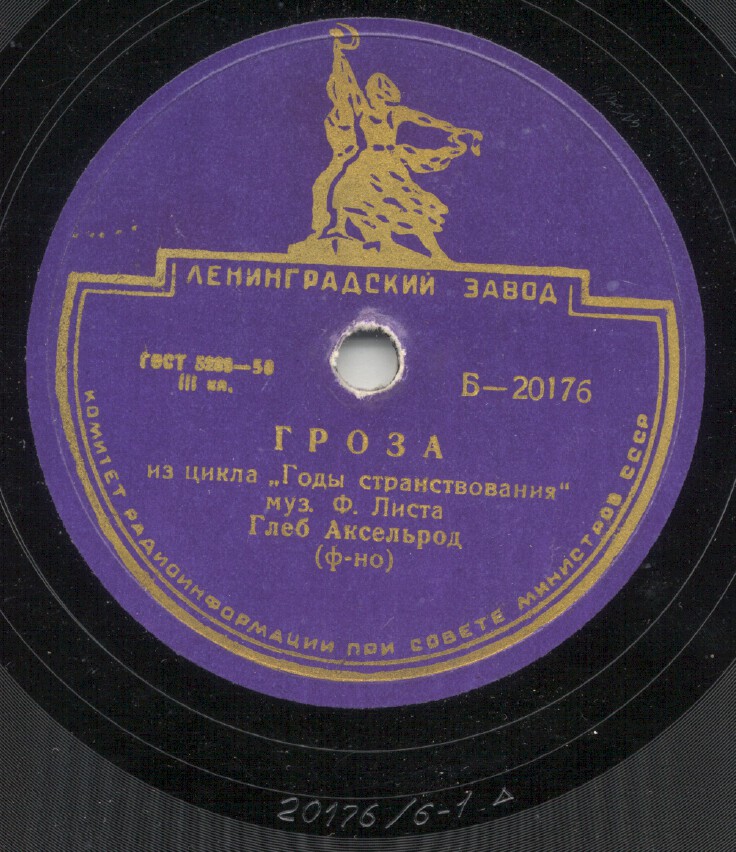 ЛЕНИНГРАДСКИЙ ЗАВОД
ГОСТ 5289—56
III кл.
Б—20176
ГРОЗА
из цикла „Годы странствования“
муз. Ф. Листа
Глеб Аксельрод
(ф-но)
КОМИТЕТ РАДИОИНФОРМАЦИИ ПРИ СОВЕТЕ МИНИСТРОВ СССР
20176/6-1 Δ